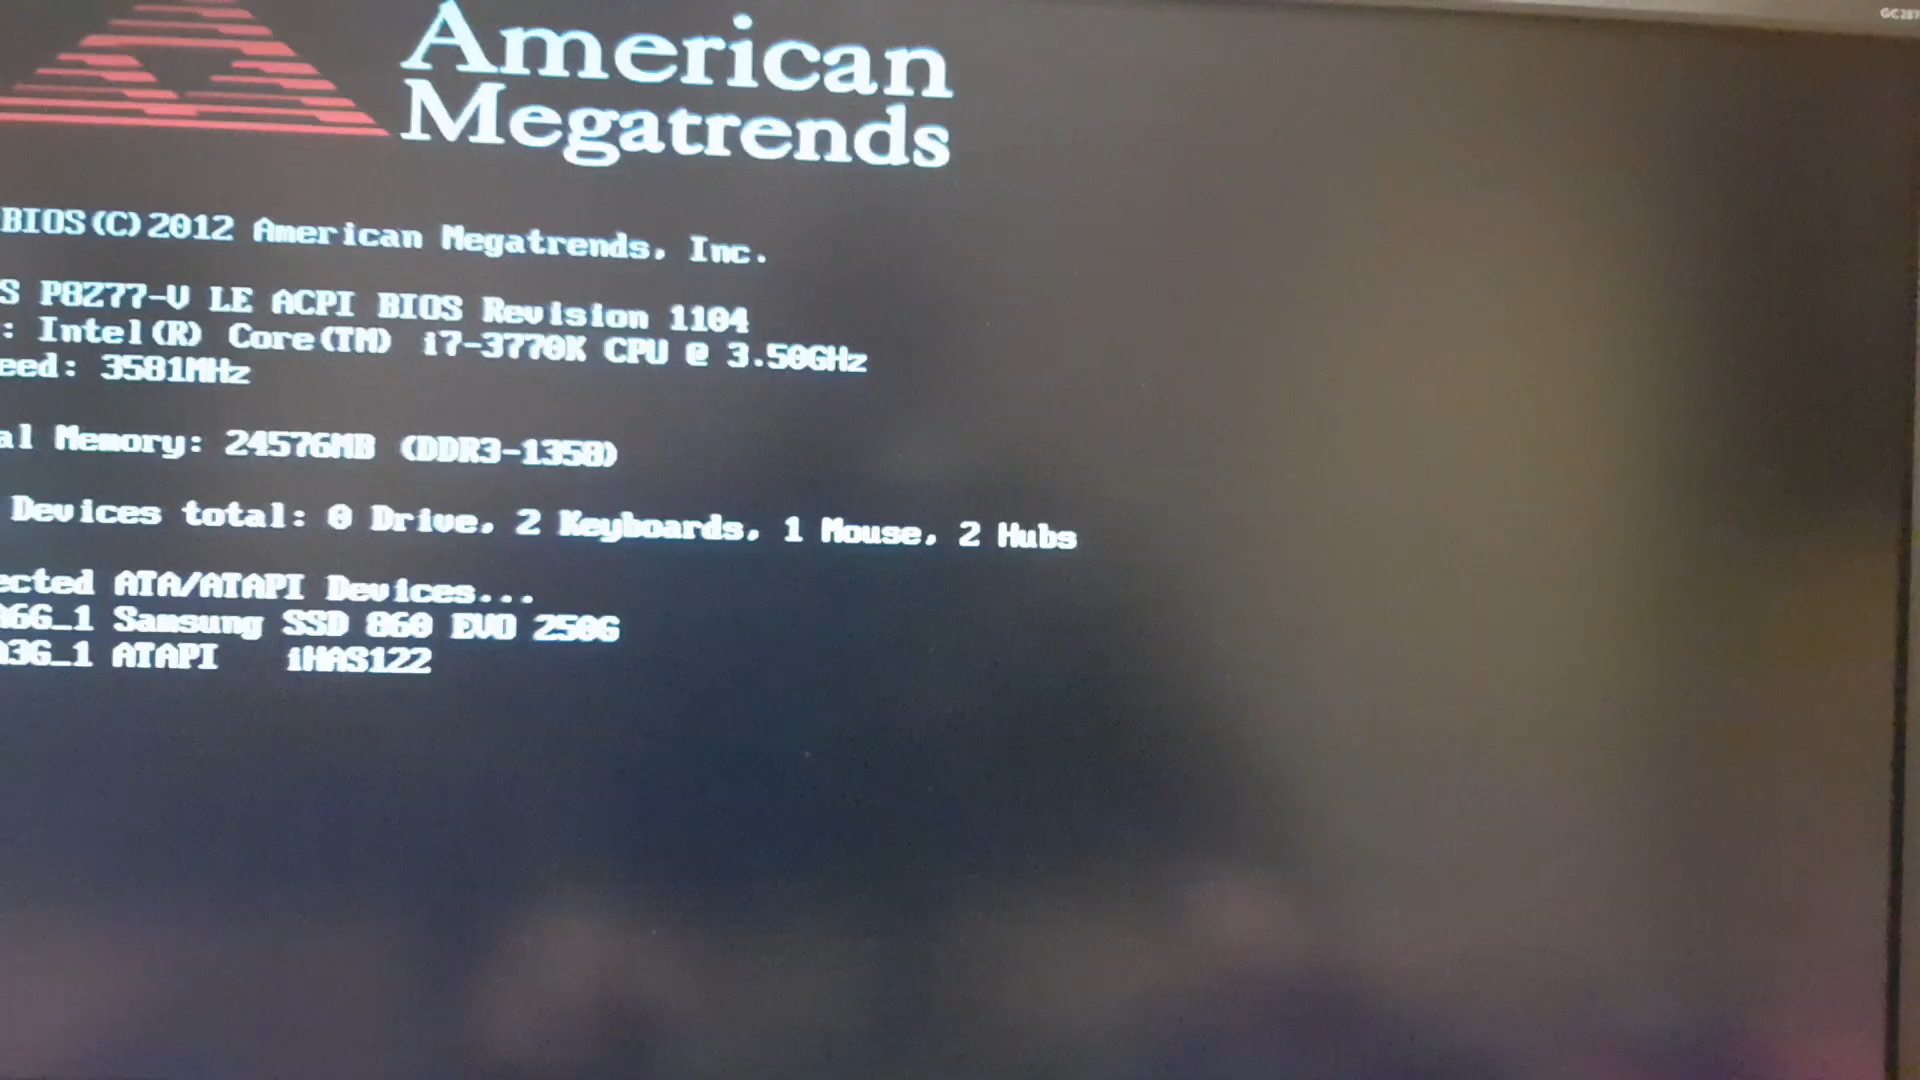 American
Megatrends
BIOS(C)2012 American Megatrends, Inc.
S P8Z77-V LE ACPI BIOS Revision 1104
: Intel(R) Core(TM) i7-3770K CPU @ 3.50GHz
eed: 3581MHz
al Memory: 24576MB (DDR3-1358)
Devices total: 0 Drive, 2 Keyboards, 1 Mouse, 2 Hubs
ected ATA/ATAPI Devices...
A6G_1 Samsung SSD 860 EVO 250G
A3G_1 ATAPI iHAS122